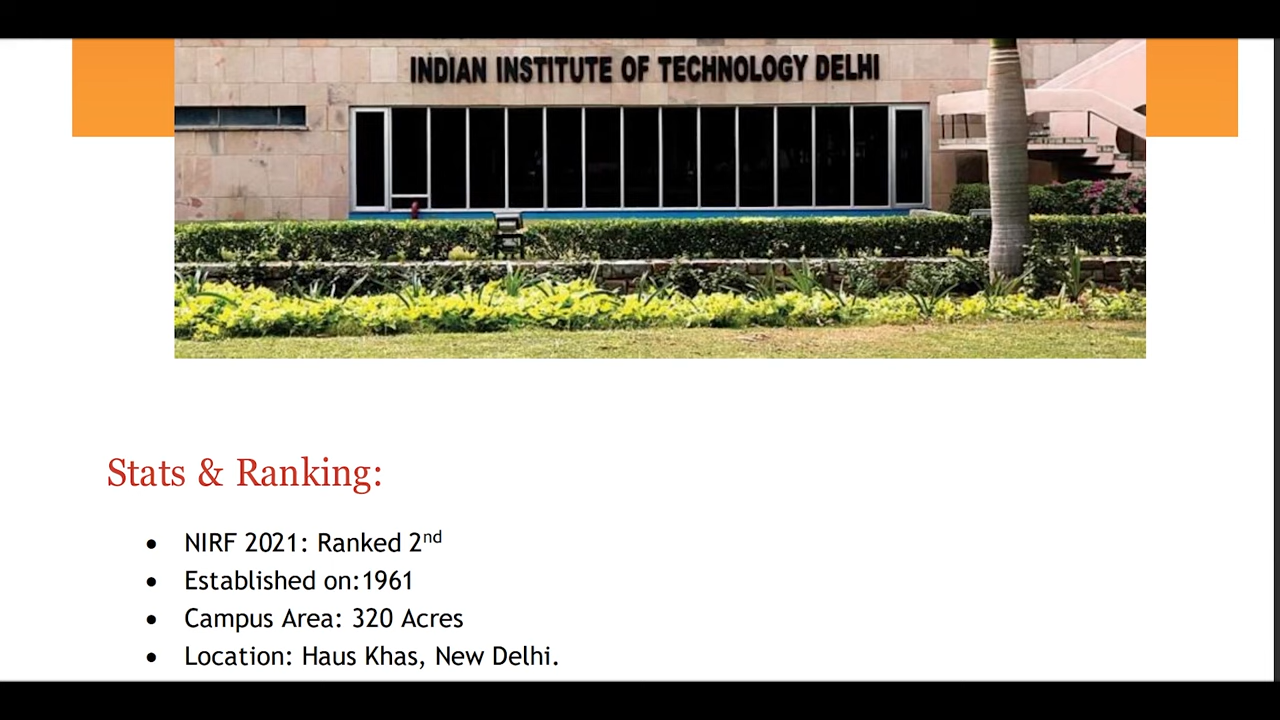 INDIAN INSTITUTE OF TECHNOLOGY DELHI
Stats & Ranking:
• NIRF 2021: Ranked 2nd
• Established on:1961
• Campus Area: 320 Acres
• Location: Haus Khas, New Delhi.